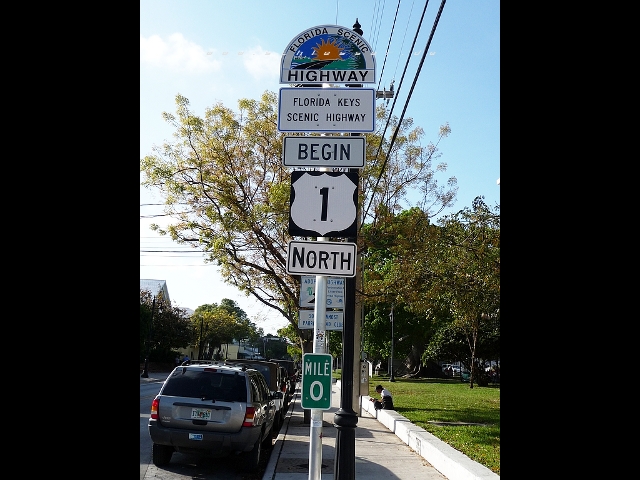 FLORIDA SCENIC
HIGHWAY
FLORIDA KEYS
SCENIC HIGHWAY
BEGIN
1
NORTH
MILE
0